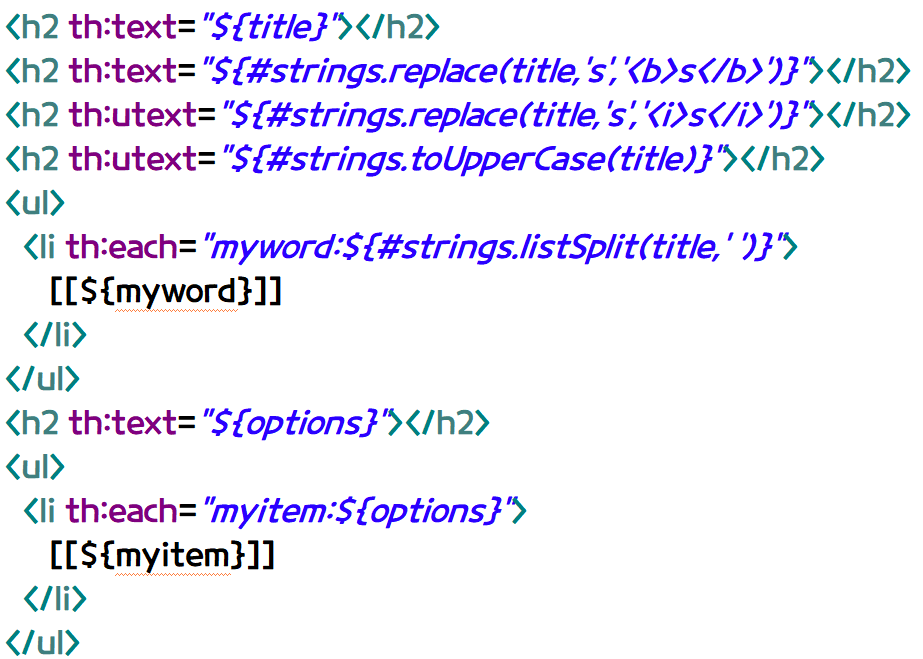 <h2 th:text="${title}"></h2>
<h2 th:text="${#strings.replace(title,'s','<b>s</b>')}"></h2>
<h2 th:utext="${#strings.replace(title,'s','<i>s</i>')}"></h2>
<h2 th:utext="${#strings.toUpperCase(title)}"></h2>
<ul>
  <li th:each="myword:${#strings.listSplit(title,' ')}">
    [[${myword}]]
  </li>
</ul>
<h2 th:text="${options}"></h2>
<ul>
  <li th:each="myitem:${options}">
    [[${myitem}]]
  </li>
</ul>